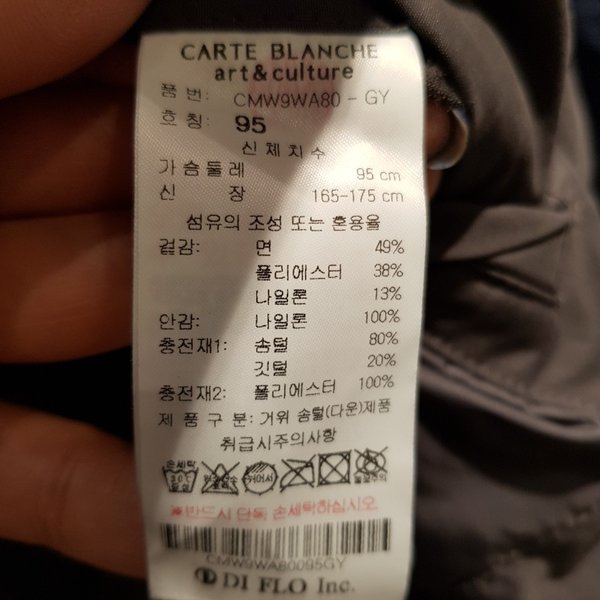 CARTE BLANCHE
art&culture
품 번: CMW9WA80 - GY
호 칭: 95
신 체 치 수
가 슴 둘 레 95 cm
신 장 165-175 cm
섬유의 조성 또는 혼용율
겉감: 면 49%
폴리에스터 38%
나일론 13%
안감: 나일론 100%
충전재1: 솜털 80%
깃털 20%
충전재2: 폴리에스터 100%
제 품 구 분: 거위 솜털(다운)제품
취급시주의사항
손세탁
※반드시 단독 손세탁하십시오
CMW9WA80095GY
DI FLO Inc.